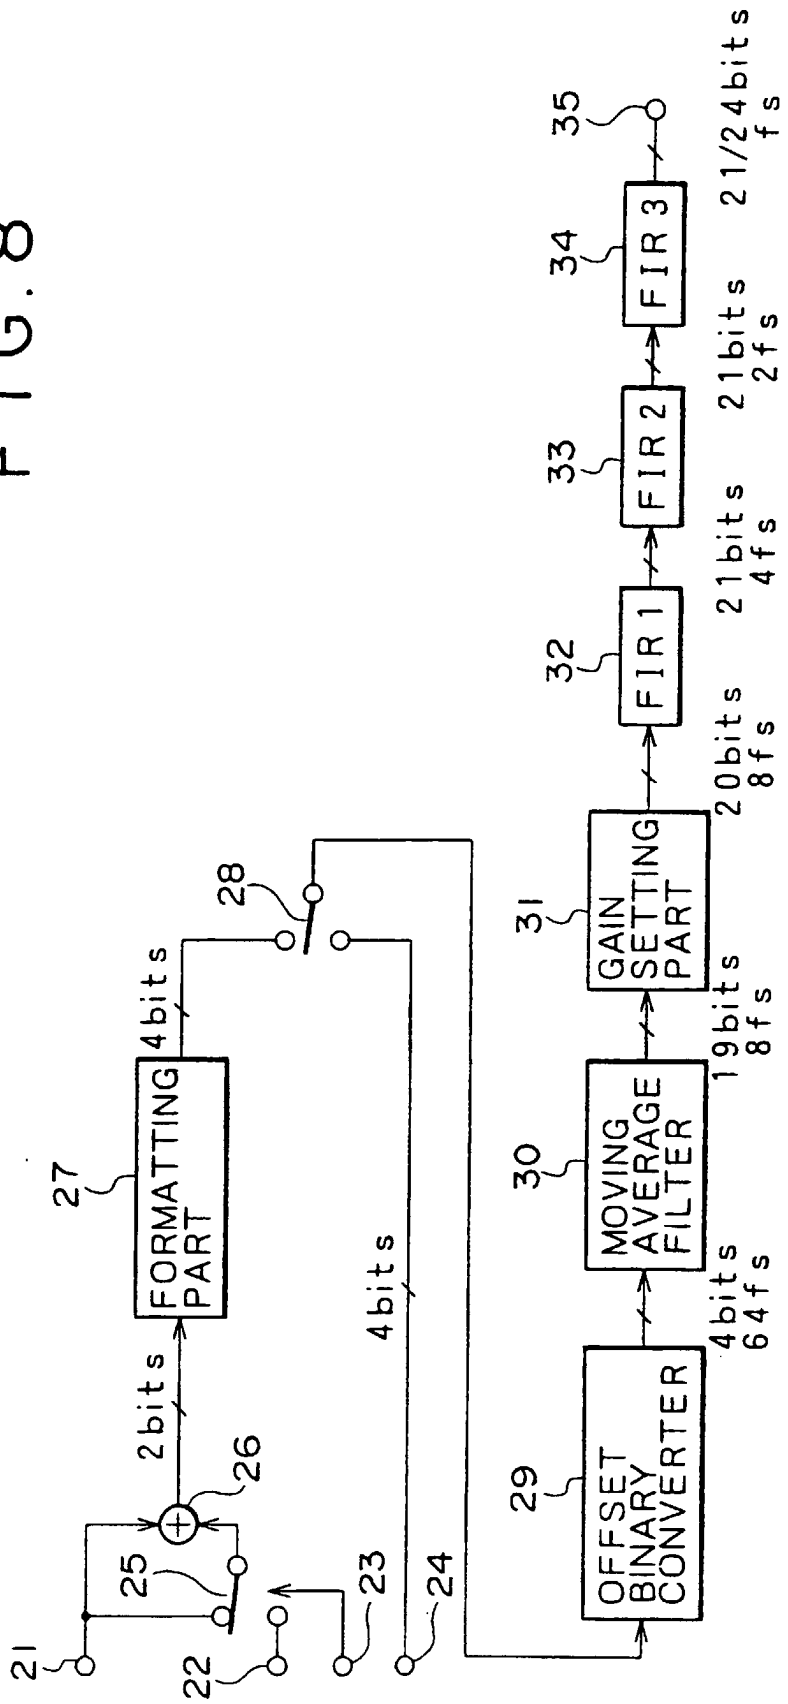 FIG. 8
21
22
23
24
25
26
2bits
27
FORMATTING
PART
4bits
28
4bits
29
OFFSET
BINARY
CONVERTER
4bits
64fs
30
MOVING
AVERAGE
FILTER
19bits
8fs
31
GAIN
SETTING
PART
20bits
8fs
32
FIR1
21bits
4fs
33
FIR2
21bits
2fs
34
FIR3
35
21/24bits
fs